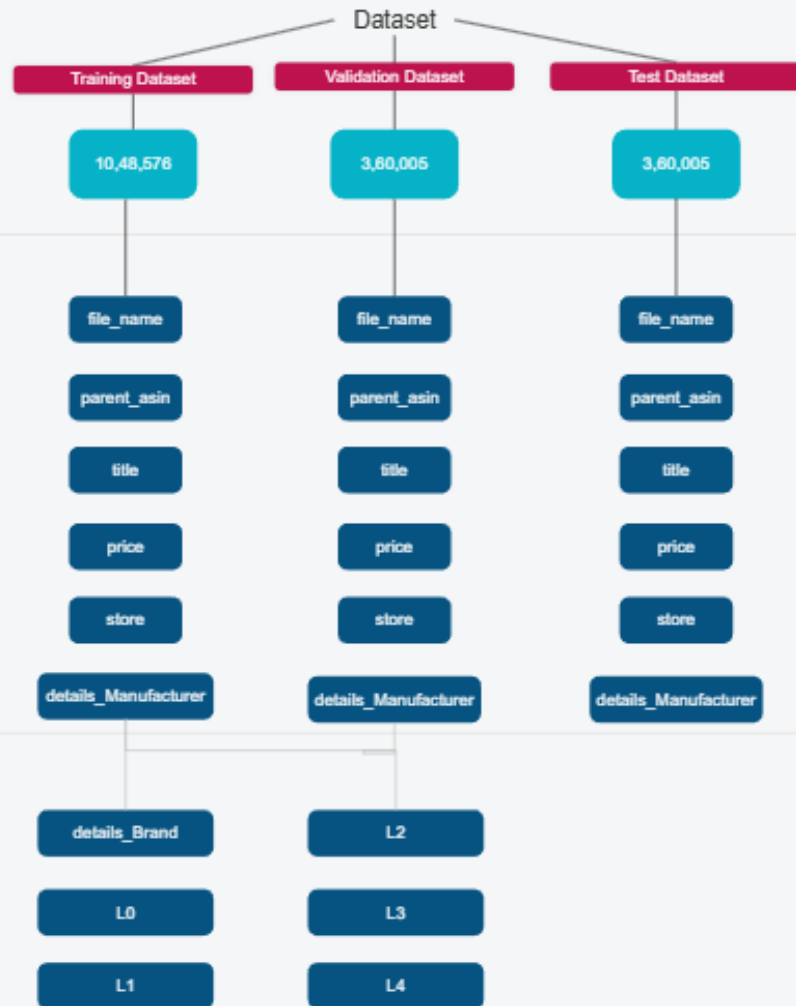 Dataset
Training Dataset
Validation Dataset
Test Dataset
10,48,576
3,60,005
3,60,005
file_name
file_name
file_name
parent_asin
parent_asin
parent_asin
title
title
title
price
price
price
store
store
store
details_Manufacturer
details_Manufacturer
details_Manufacturer
details_Brand
L2
L0
L3
L1
L4